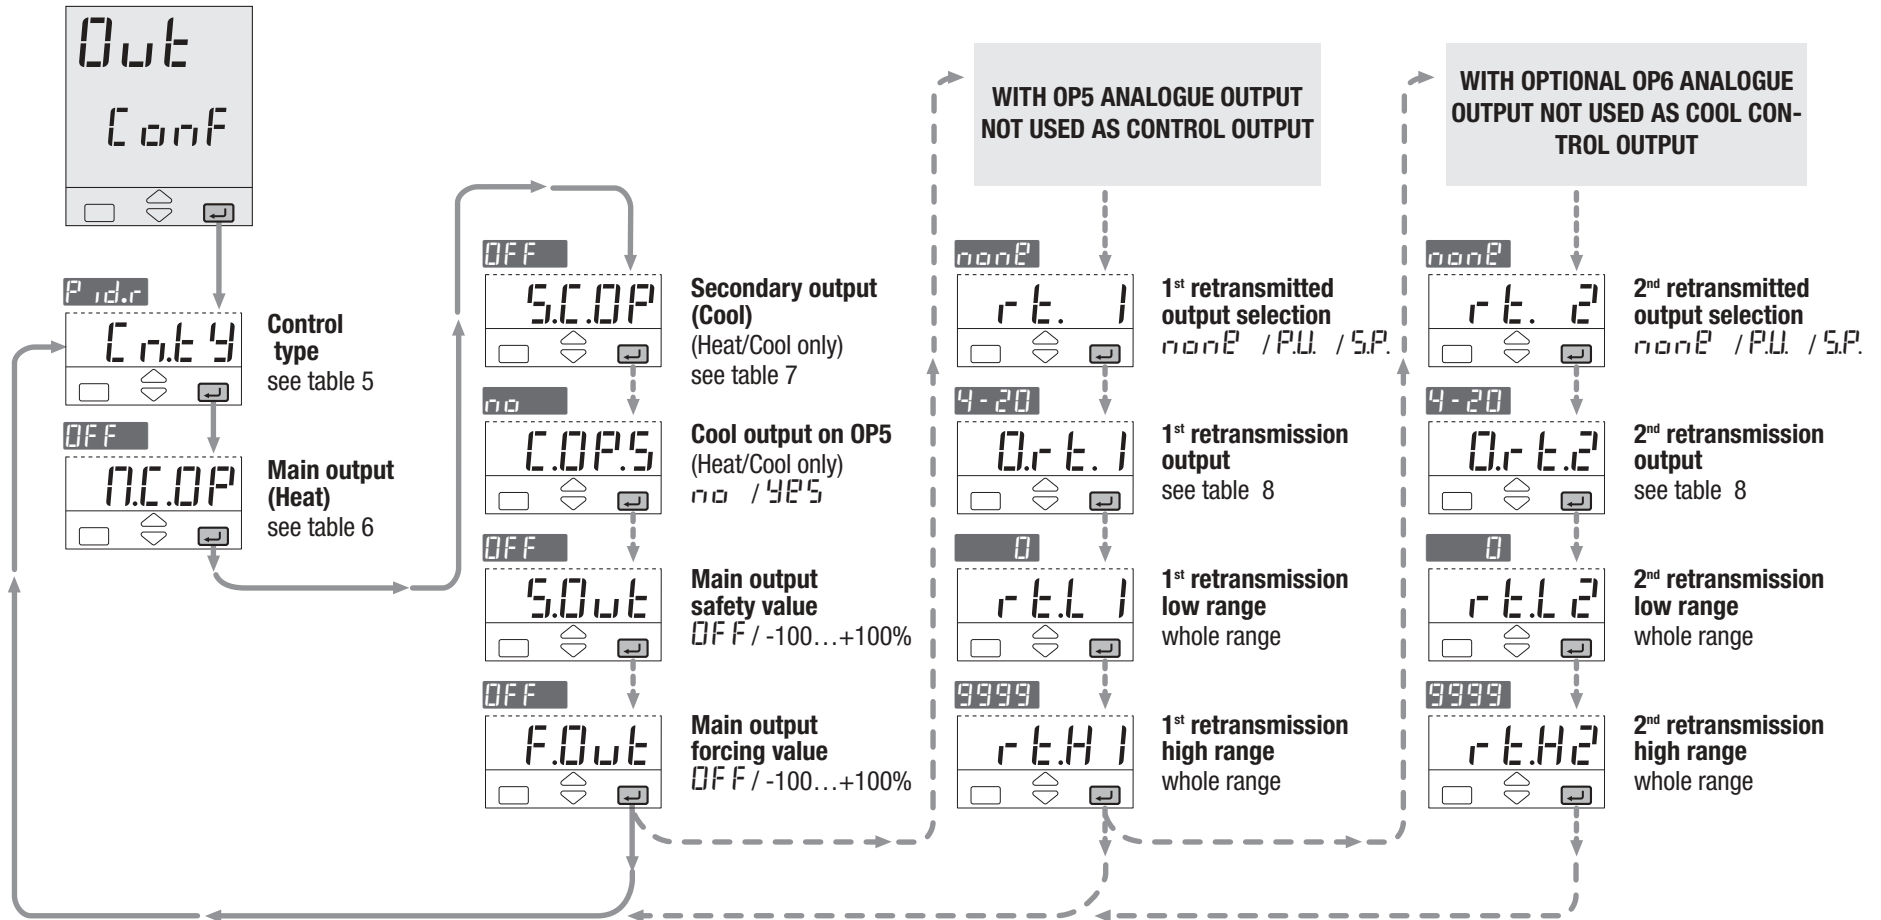 Out
ConF
Pid.r
Cn.tY
Control
type
see table 5
OFF
M.C.OP
Main output
(Heat)
see table 6
OFF
S.C.OP
Secondary output
(Cool)
(Heat/Cool only)
see table 7
no
C.OP.5
Cool output on OP5
(Heat/Cool only)
no / YES
OFF
S.Out
Main output
safety value
OFF / -100…+100%
OFF
F.Out
Main output
forcing value
OFF / -100…+100%
WITH OP5 ANALOGUE OUTPUT
NOT USED AS CONTROL OUTPUT
nonE
rt. 1
1st retransmitted
output selection
nonE / P.V. / S.P.
4-20
O.rt.1
1st retransmission
output
see table 8
0
rt.L1
1st retransmission
low range
whole range
9999
rt.H1
1st retransmission
high range
whole range
WITH OPTIONAL OP6 ANALOGUE
OUTPUT NOT USED AS COOL CON-
TROL OUTPUT
nonE
rt. 2
2nd retransmitted
output selection
nonE / P.V. / S.P.
4-20
O.rt.2
2nd retransmission
output
see table 8
0
rt.L2
2nd retransmission
low range
whole range
9999
rt.H2
2nd retransmission
high range
whole range